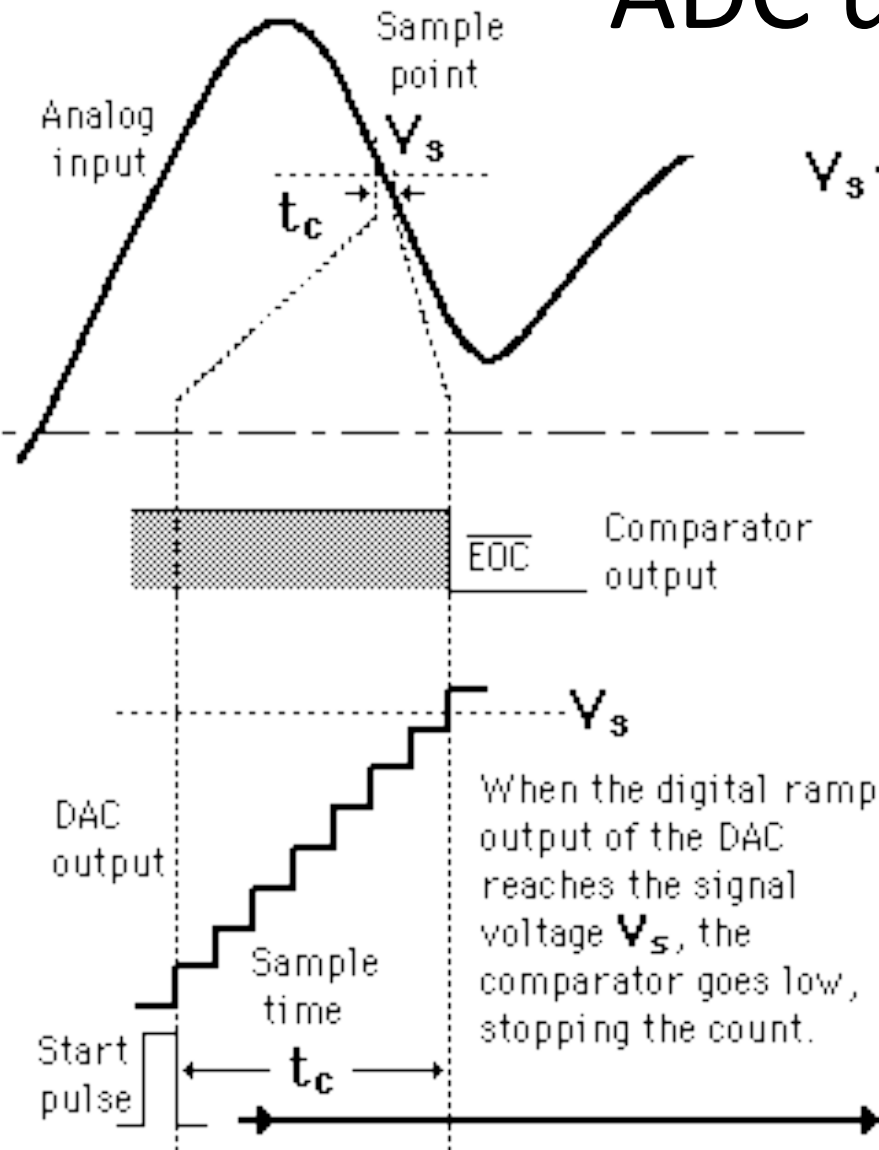 ADC
Sample
point
Analog
input
Vs
Vs
tc
EOC
Comparator
output
Vs
DAC
output
When the digital ramp
output of the DAC
reaches the signal
voltage Vs, the
comparator goes low,
stopping the count.
Sample
time
Start
pulse
tc